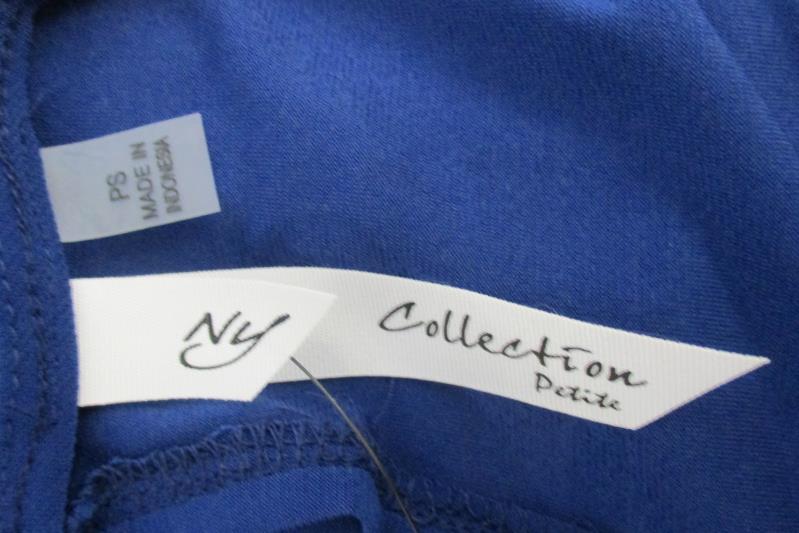 PS
MADE IN
INDONESIA
NY Collection
Petite